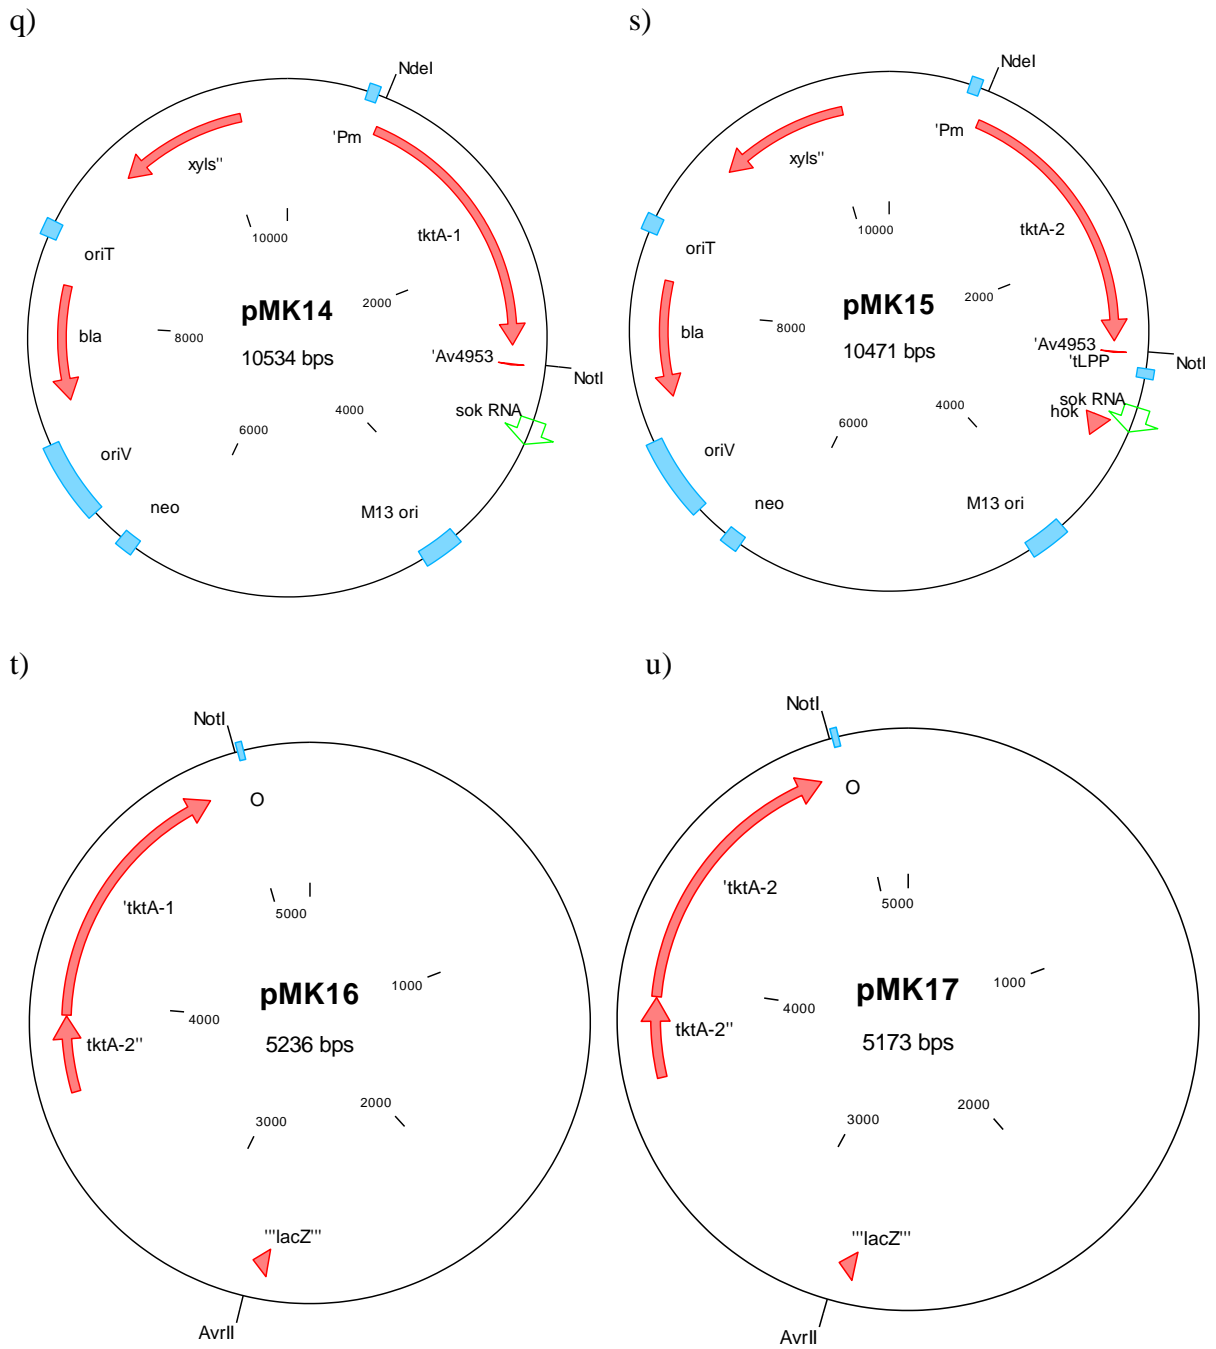 q)
s)
NdeI
'Pm
xyls''
tktA-1
10000
oriT
2000
pMK14
bla
8000
10534 bps
'Av4953
NotI
4000
sok RNA
6000
oriV
neo
M13 ori
NdeI
'Pm
xyls''
tktA-2
10000
oriT
2000
pMK15
bla
8000
10471 bps
'Av4953
'tLPP
NotI
sok RNA
hok
4000
6000
oriV
neo
M13 ori
t)
u)
NotI
O
'tktA-1
5000
pMK16
1000
4000
tktA-2''
5236 bps
2000
3000
'''lacZ'''
AvrII
NotI
O
'tktA-2
5000
pMK17
1000
4000
tktA-2''
5173 bps
2000
3000
'''lacZ'''
AvrII